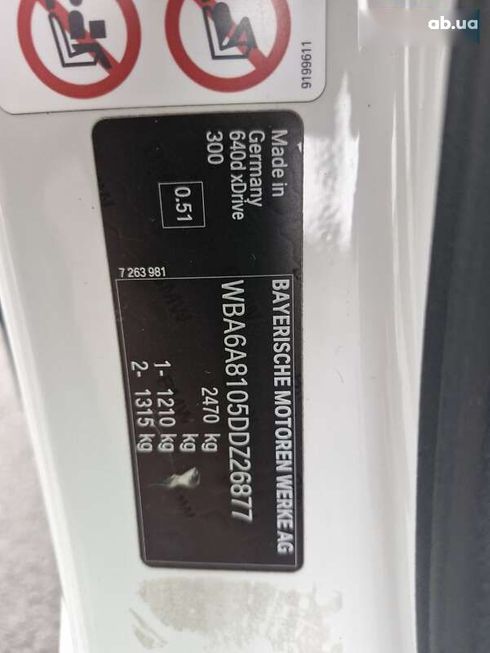 ab.ua
9199611
BAYERISCHE MOTOREN WERKE AG
WBA6A8105DDZ26877
2470 kg
kg
1- 1210 kg
2- 1315 kg
7 263 981
Made in
Germany
640d xDrive
300
0.51